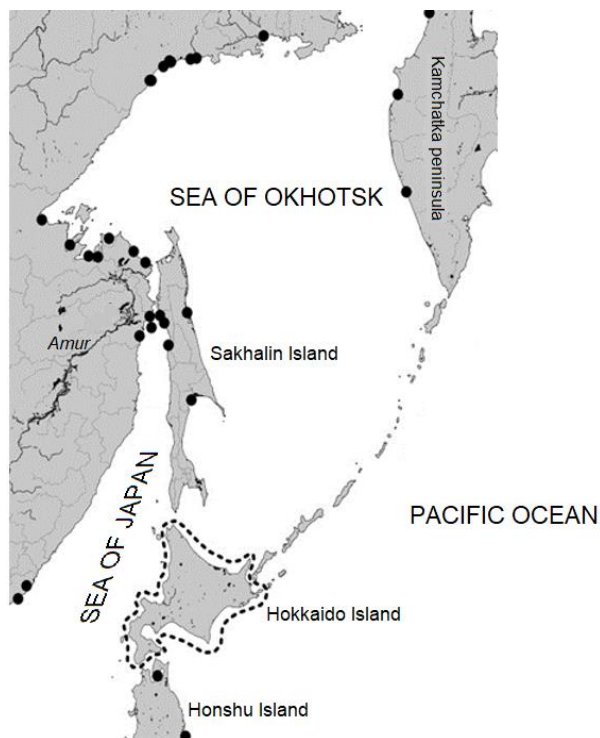 Kamchatka peninsula
SEA OF OKHOTSK
Amur
Sakhalin Island
SEA OF JAPAN
PACIFIC OCEAN
Hokkaido Island
Honshu Island